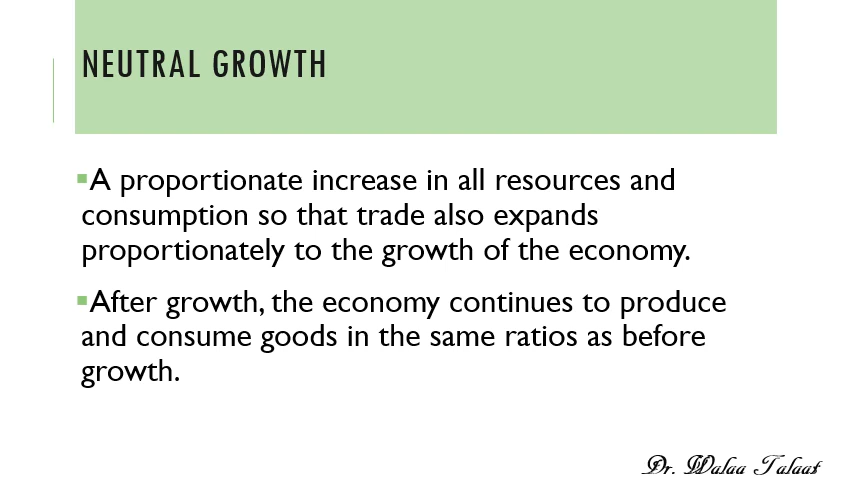 NEUTRAL GROWTH
▪A proportionate increase in all resources and
consumption so that trade also expands
proportionately to the growth of the economy.
▪After growth, the economy continues to produce
and consume goods in the same ratios as before
growth.
Dr. Walaa Talaat